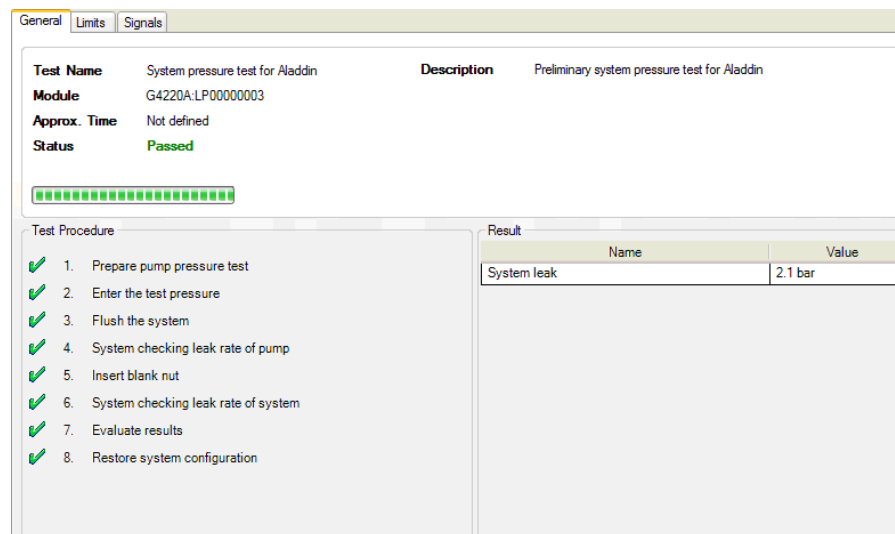 General Limits Signals
Test Name System pressure test for Aladdin Description Preliminary system pressure test for Aladdin
Module G4220A:LP00000003
Approx. Time Not defined
Status Passed
Test Procedure
1. Prepare pump pressure test
2. Enter the test pressure
3. Flush the system
4. System checking leak rate of pump
5. Insert blank nut
6. System checking leak rate of system
7. Evaluate results
8. Restore system configuration
Result
Name Value
System leak 2.1 bar